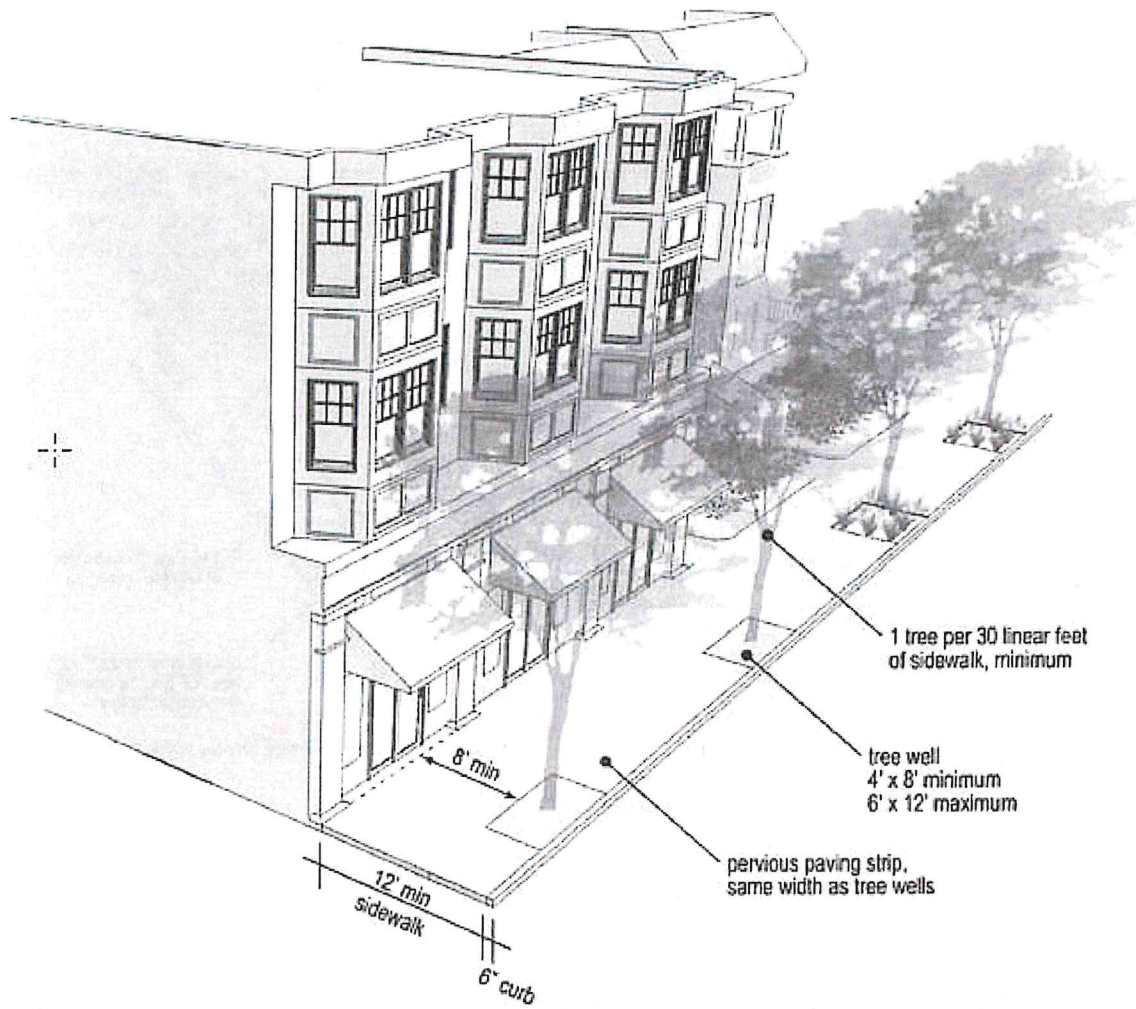 1 tree per 30 linear feet
of sidewalk, minimum
tree well
4' x 8' minimum
6' x 12' maximum
8' min
pervious paving strip,
same width as tree wells
12' min
sidewalk
6" curb